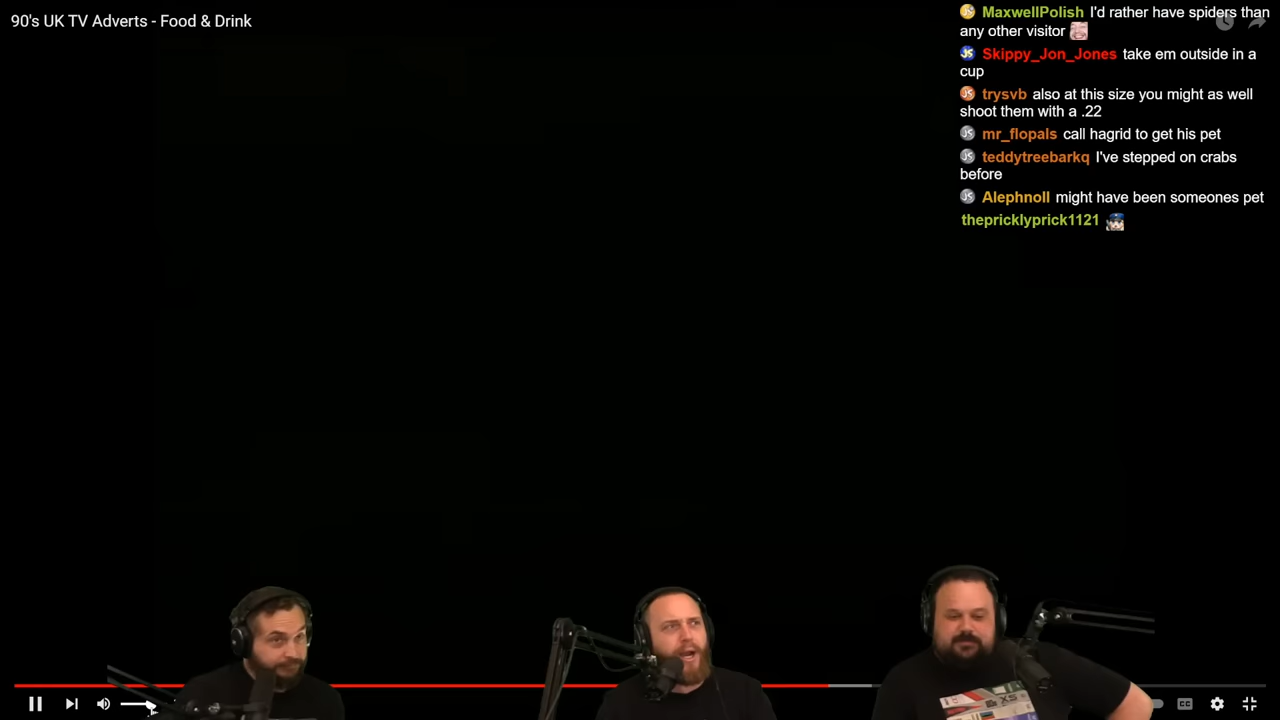 90's UK TV Adverts - Food & Drink
MaxwellPolish I'd rather have spiders than
any other visitor
Skippy_Jon_Jones take em outside in a
cup
trysvb also at this size you might as well
shoot them with a .22
mr_flopals call hagrid to get his pet
teddytreebarkq I've stepped on crabs
before
Alephnoll might have been someones pet
thepricklyprick1121
XS
CC